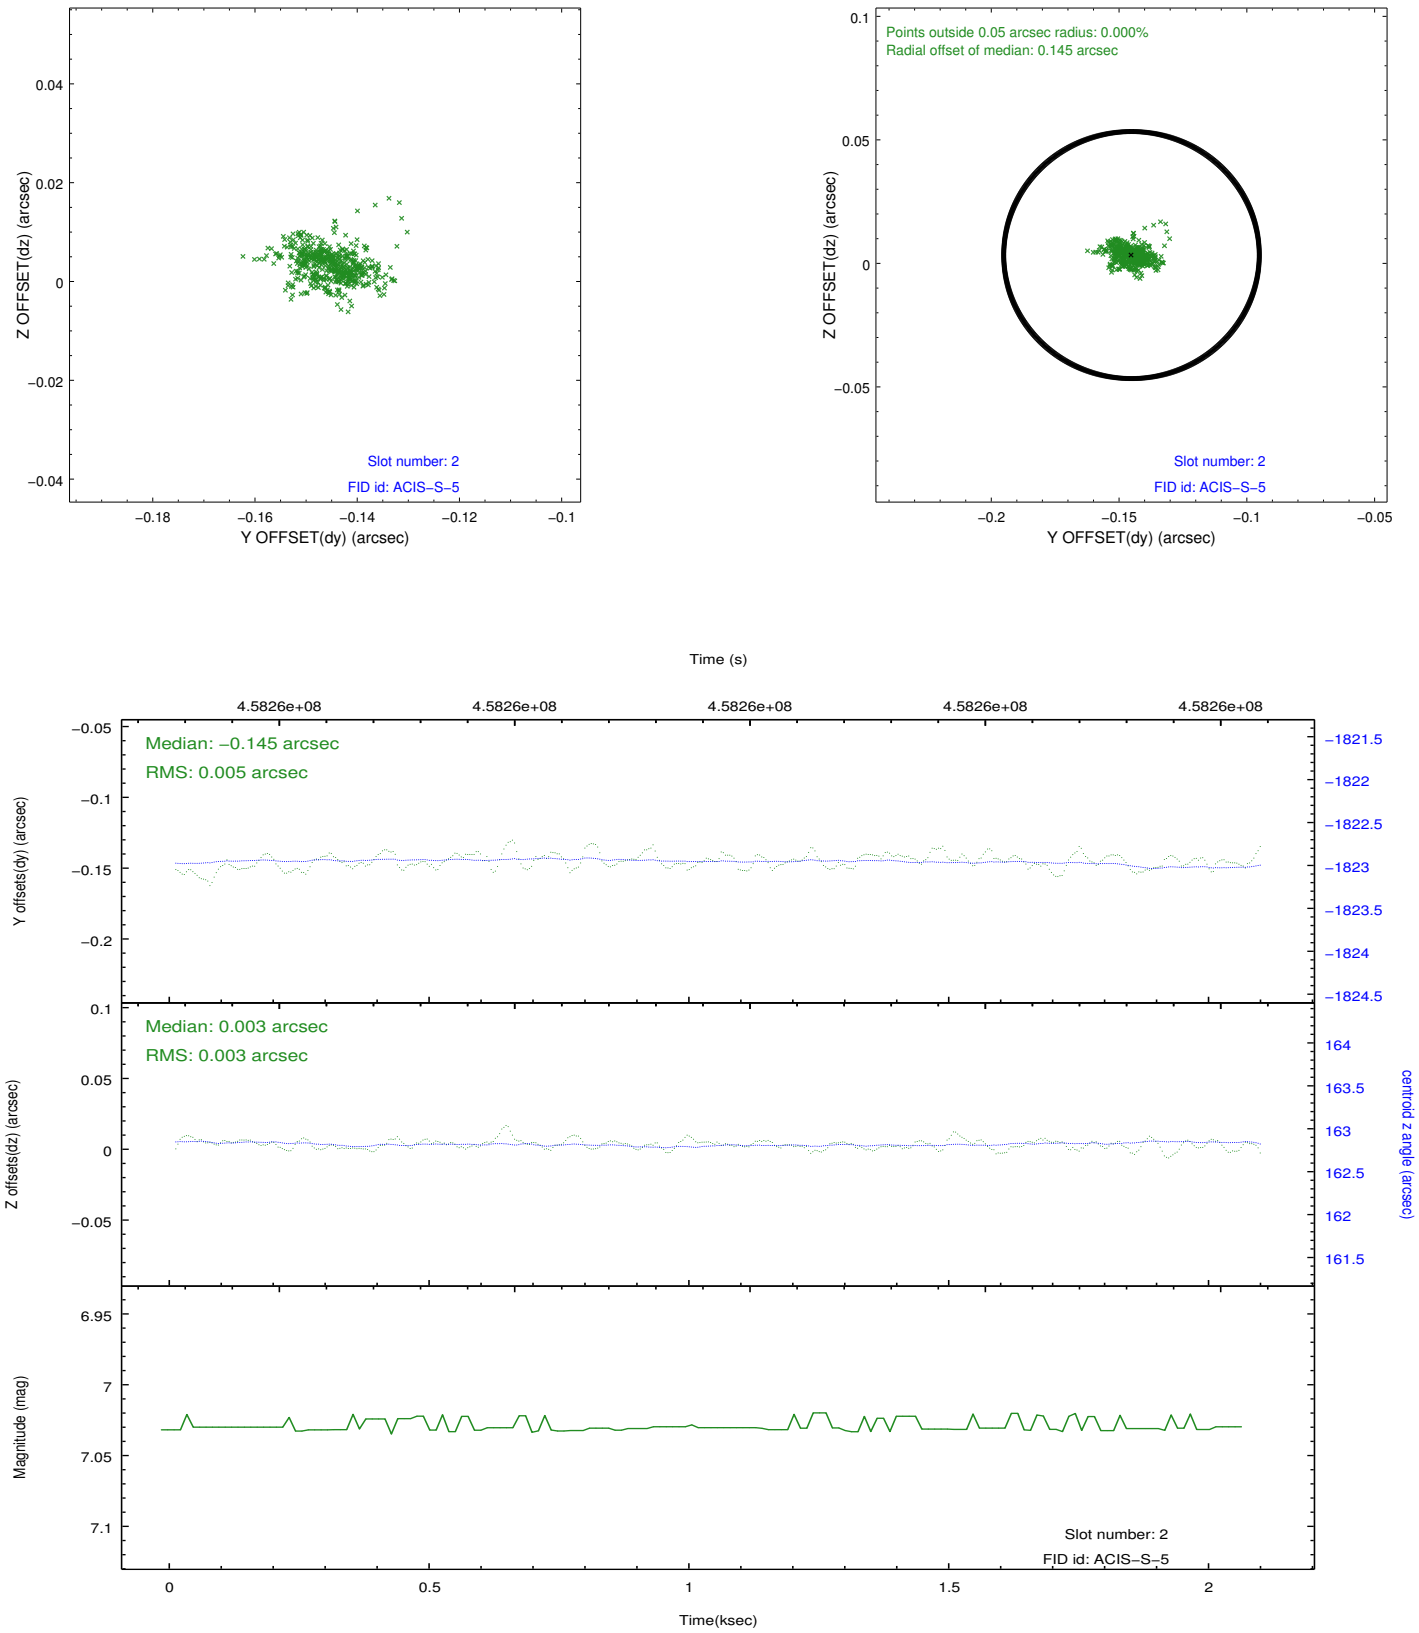 0.04
0.02
0
−0.02
−0.04
Z OFFSET(dz) (arcsec)
Slot number: 2
FID id: ACIS−S−5
−0.18
−0.16
−0.14
−0.12
−0.1
Y OFFSET(dy) (arcsec)
Points outside 0.05 arcsec radius: 0.000%
Radial offset of median: 0.145 arcsec
0.1
0.05
0
−0.05
Z OFFSET(dz) (arcsec)
Slot number: 2
FID id: ACIS−S−5
−0.2
−0.15
−0.1
−0.05
Y OFFSET(dy) (arcsec)
Time (s)
4.5826e+08
4.5826e+08
4.5826e+08
4.5826e+08
4.5826e+08
Median: −0.145 arcsec
RMS: 0.005 arcsec
−0.05
−0.1
−0.15
−0.2
Y offsets(dy) (arcsec)
−1821.5
−1822
−1822.5
−1823
−1823.5
−1824
−1824.5
Median: 0.003 arcsec
RMS: 0.003 arcsec
0.1
0.05
0
−0.05
Z offsets(dz) (arcsec)
164
163.5
163
162.5
162
161.5
centroid z angle (arcsec)
6.95
7
7.05
7.1
Magnitude (mag)
Slot number: 2
FID id: ACIS−S−5
0
0.5
1
1.5
2
Time(ksec)